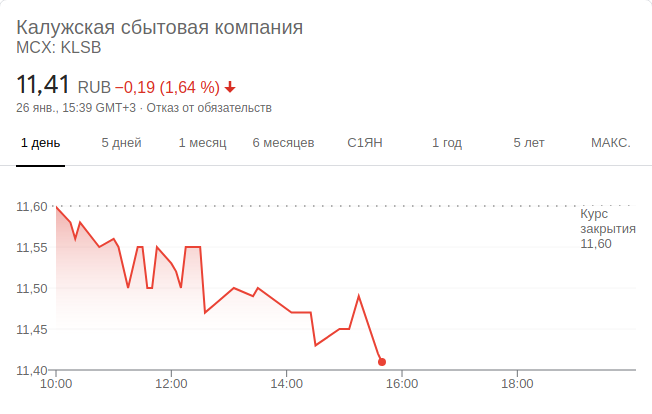 Калужская сбытовая компания
MCX: KLSB
11,41 RUB −0,19 (1,64 %)
26 янв., 15:39 GMT+3 · Отказ от обязательств
1 день 5 дней 1 месяц 6 месяцев С1ЯН 1 год 5 лет МАКС.
11,60
Курс
закрытия
11,60
11,55
11,50
11,45
11,40
10:00 12:00 14:00 16:00 18:00